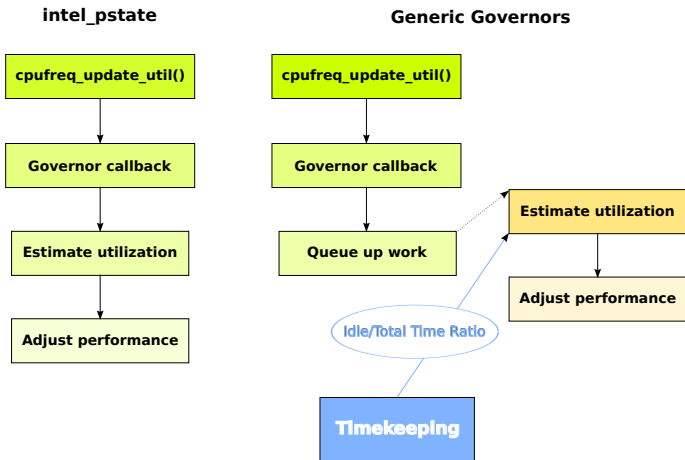 intel_pstate
cpufreq_update_util()
Governor callback
Estimate utilization
Adjust performance
Generic Governors
cpufreq_update_util()
Governor callback
Queue up work
Estimate utilization
Adjust performance
Idle/Total Time Ratio
Timekeeping